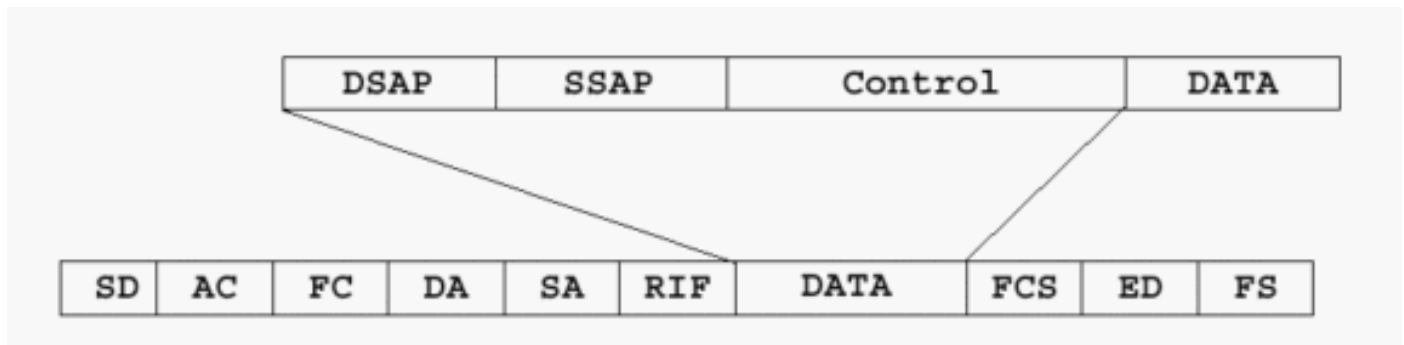 DSAP SSAP Control DATA
SD AC FC DA SA RIF DATA FCS ED FS